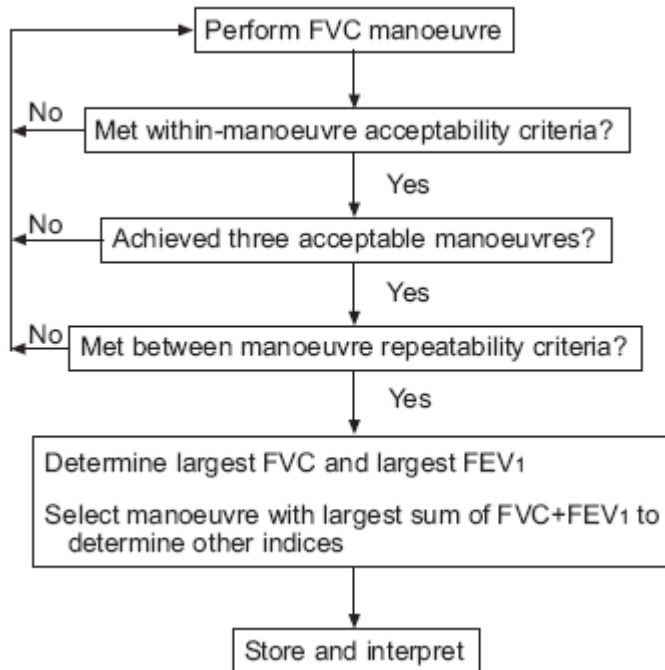 Perform FVC manoeuvre
No
Met within-manoeuvre acceptability criteria?
Yes
No
Achieved three acceptable manoeuvres?
Yes
No
Met between manoeuvre repeatability criteria?
Yes
Determine largest FVC and largest FEV1
Select manoeuvre with largest sum of FVC+FEV1 to
determine other indices
Store and interpret